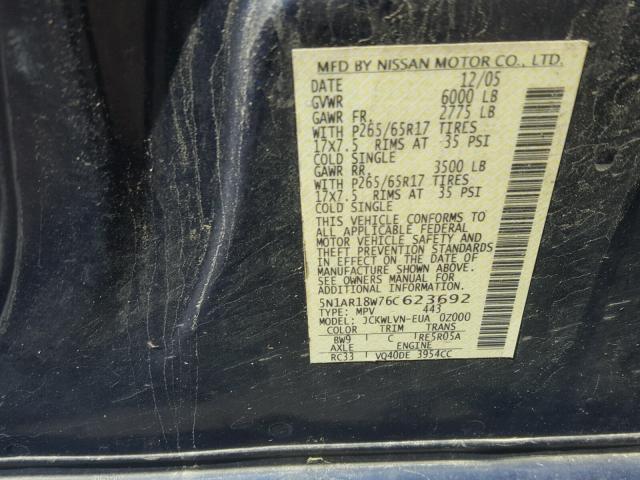 MFD BY NISSAN MOTOR CO., LTD.
DATE 12/05
GVWR 6000 LB
GAWR FR. 2775 LB
WITH P265/65R17 TIRES
17X7.5 RIMS AT 35 PSI
COLD SINGLE
GAWR RR. 3500 LB
WITH P265/65R17 TIRES
17X7.5 RIMS AT 35 PSI
COLD SINGLE
THIS VEHICLE CONFORMS TO
ALL APPLICABLE FEDERAL
MOTOR VEHICLE SAFETY AND
THEFT PREVENTION STANDARDS
IN EFFECT ON THE DATE OF
MANUFACTURE SHOWN ABOVE.
SEE OWNERS MANUAL FOR
ADDITIONAL INFORMATION.
5N1AR18W76C623692
TYPE: MPV 443
MODEL: JCKWLVN-EUA 0Z000
COLOR TRIM TRANS
BW9 C RE5R05A
AXLE ENGINE
RC33 VQ40DE 3954CC